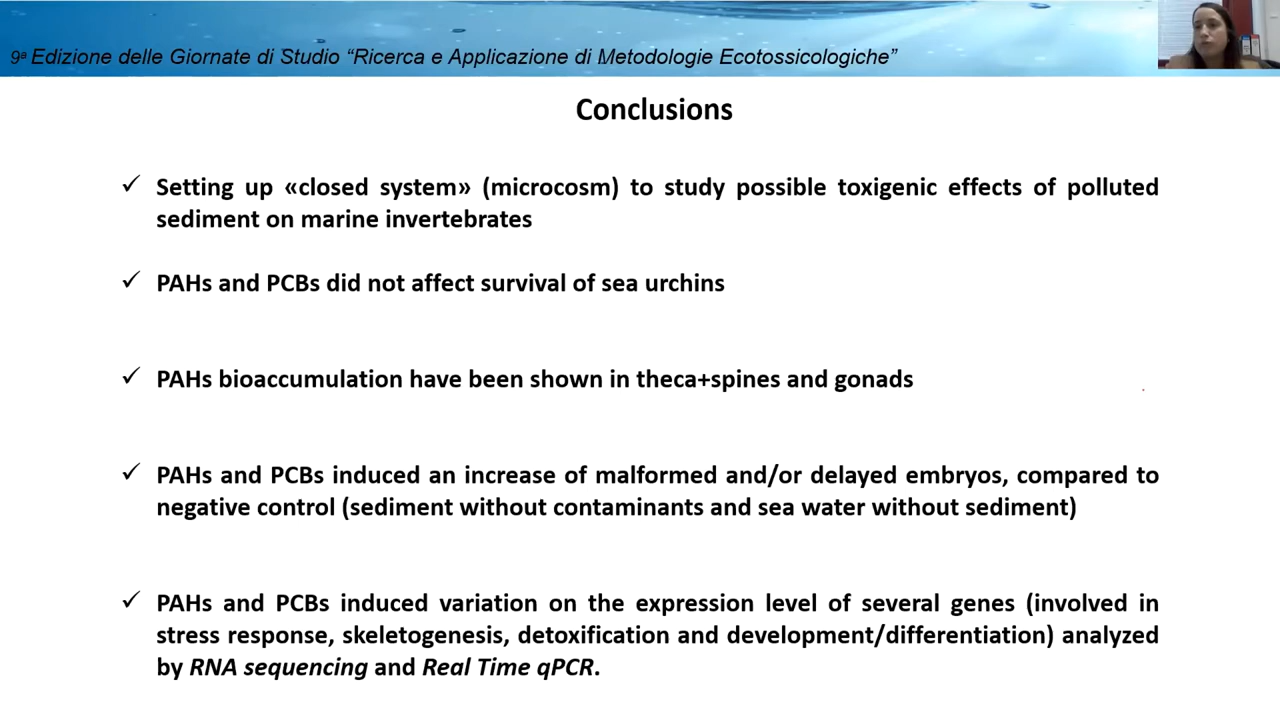 9ª Edizione delle Giornate di Studio “Ricerca e Applicazione di Metodologie Ecotossicologiche”
Conclusions
✓ Setting up «closed system» (microcosm) to study possible toxigenic effects of polluted
sediment on marine invertebrates
✓ PAHs and PCBs did not affect survival of sea urchins
✓ PAHs bioaccumulation have been shown in theca+spines and gonads
✓ PAHs and PCBs induced an increase of malformed and/or delayed embryos, compared to
negative control (sediment without contaminants and sea water without sediment)
✓ PAHs and PCBs induced variation on the expression level of several genes (involved in
stress response, skeletogenesis, detoxification and development/differentiation) analyzed
by RNA sequencing and Real Time qPCR.